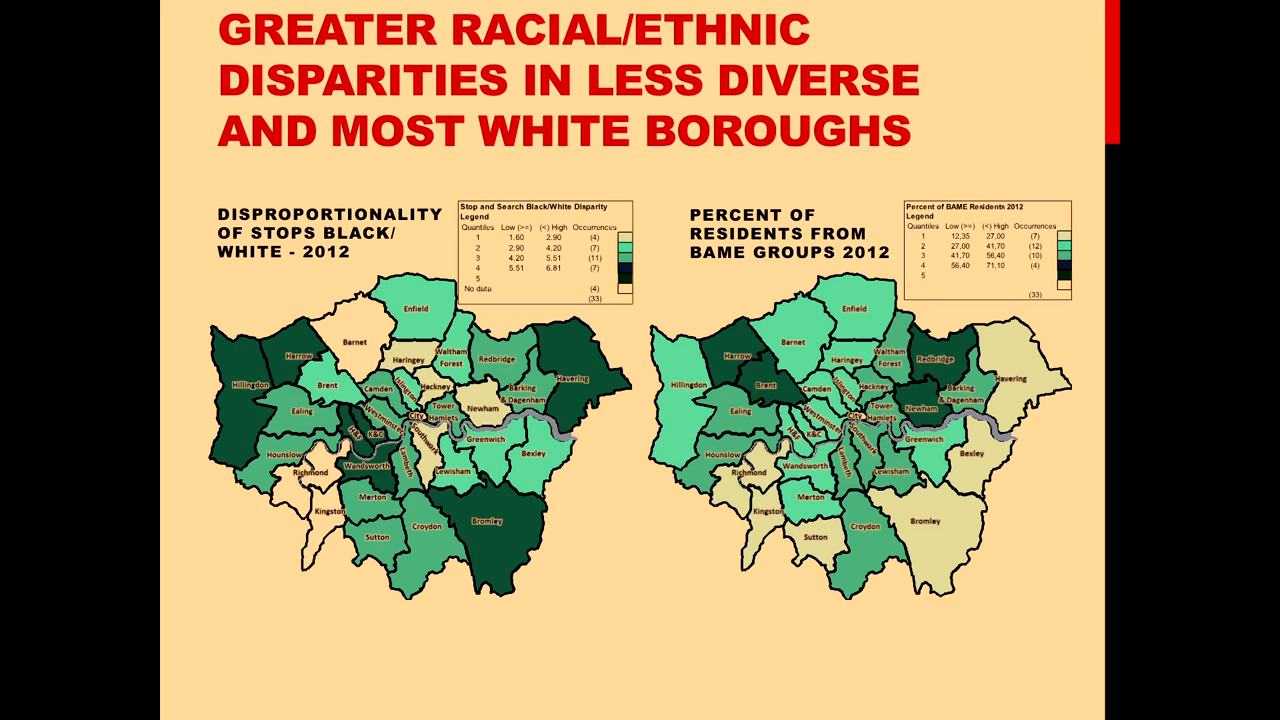 GREATER RACIAL/ETHNIC
DISPARITIES IN LESS DIVERSE
AND MOST WHITE BOROUGHS
DISPROPORTIONALITY
OF STOPS BLACK/
WHITE - 2012
Stop and Search Black/White Disparity
Legend
Quantiles Low (>=) (<) High Occurrences
1 1.60 2.90 (4)
2 2.90 4.20 (7)
3 4.20 5.51 (11)
4 5.51 6.81 (7)
5
No data (4)
(33)
Enfield
Barnet
Harrow
Haringey
Waltham
Forest
Redbridge
Havering
Hillingdon
Brent
Camden
Islington
Hackney
Barking
& Dagenham
Ealing
Westminster
City
Tower
Hamlets
Newham
H&F
K&C
Southwark
Greenwich
Hounslow
Richmond
Wandsworth
Lambeth
Lewisham
Bexley
Merton
Kingston
Sutton
Croydon
Bromley
PERCENT OF
RESIDENTS FROM
BAME GROUPS 2012
Percent of BAME Residents 2012
Legend
Quantiles Low (>=) (<) High Occurrences
1 12,35 27,00 (7)
2 27,00 41,70 (12)
3 41,70 56,40 (10)
4 56,40 71,10 (4)
5
(33)
Enfield
Barnet
Harrow
Haringey
Waltham
Forest
Redbridge
Havering
Hillingdon
Brent
Camden
Islington
Hackney
Barking
& Dagenham
Ealing
Westminster
City
Tower
Hamlets
Newham
H&F
K&C
Southwark
Greenwich
Hounslow
Richmond
Wandsworth
Lambeth
Lewisham
Bexley
Merton
Kingston
Sutton
Croydon
Bromley